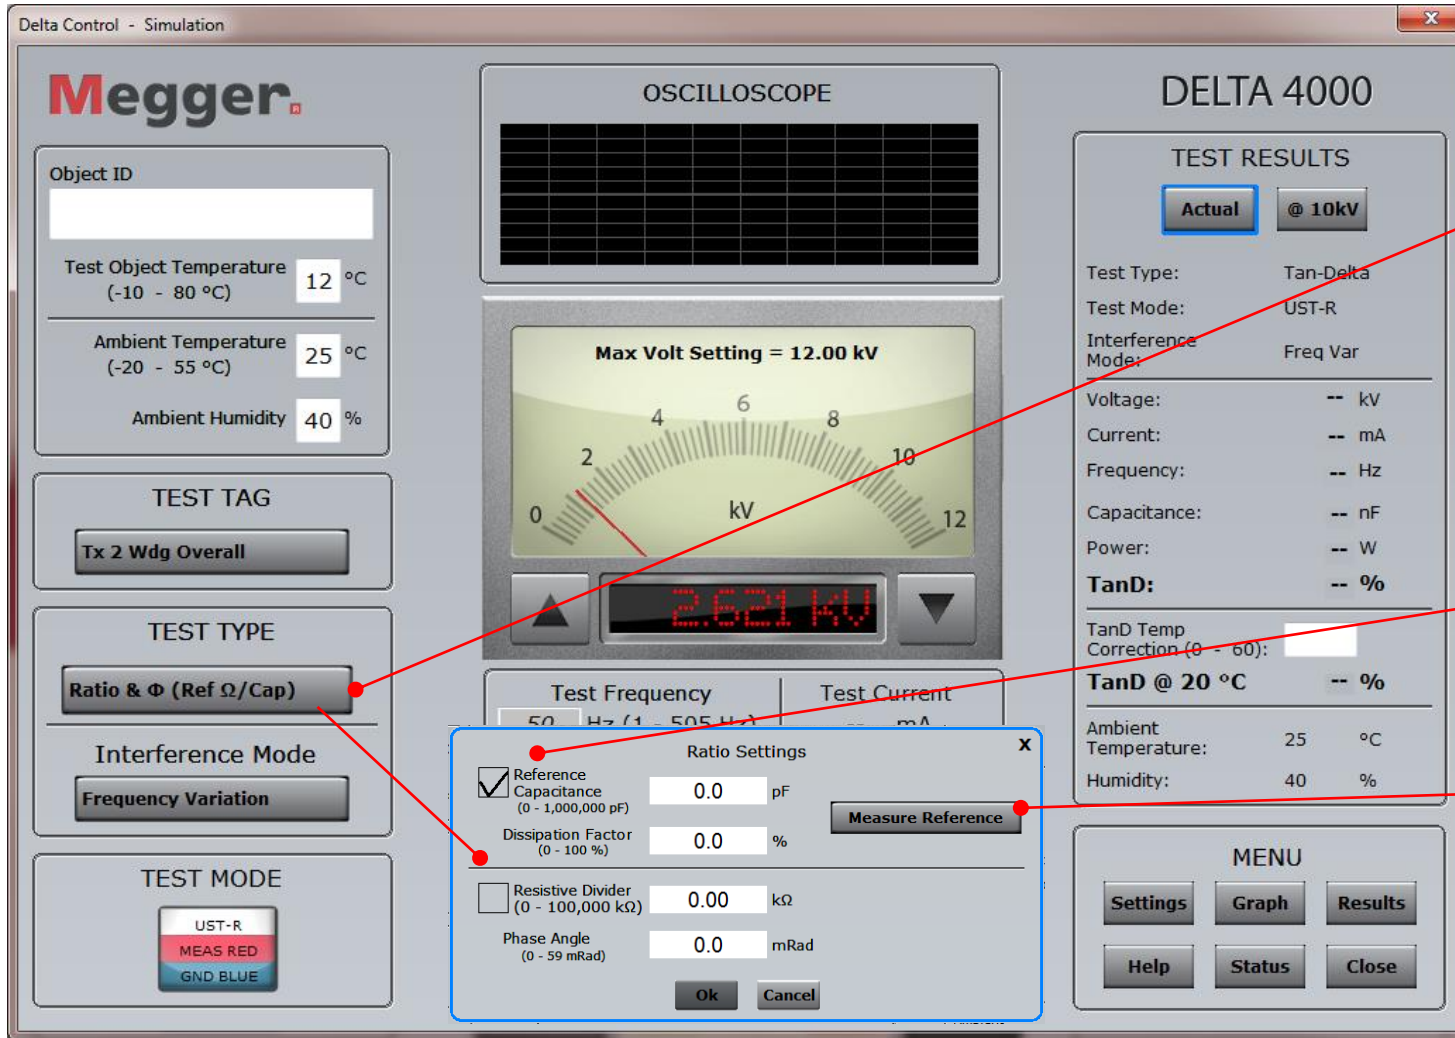 Delta Control - Simulation
x
Megger.
Object ID
Test Object Temperature
(-10 - 80 °C)
12 °C
Ambient Temperature
(-20 - 55 °C)
25 °C
Ambient Humidity 40 %
TEST TAG
Tx 2 Wdg Overall
TEST TYPE
Ratio & Φ (Ref Ω/Cap)
Interference Mode
Frequency Variation
TEST MODE
UST-R
MEAS RED
GND BLUE
OSCILLOSCOPE
Max Volt Setting = 12.00 kV
0 2 4 6 8 10 12
kV
2.621 kV
Test Frequency
50 Hz (1 - 505 Hz)
Test Current
-- mA
Ratio Settings
x
Reference
Capacitance
(0 - 1,000,000 pF)
0.0 pF
Measure Reference
Dissipation Factor
(0 - 100 %)
0.0 %
Resistive Divider
(0 - 100,000 kΩ)
0.00 kΩ
Phase Angle
(0 - 59 mRad)
0.0 mRad
Ok Cancel
DELTA 4000
TEST RESULTS
Actual @ 10kV
Test Type: Tan-Delta
Test Mode: UST-R
Interference
Mode: Freq Var
Voltage: -- kV
Current: -- mA
Frequency: -- Hz
Capacitance: -- nF
Power: -- W
TanD: -- %
TanD Temp
Correction (0 - 60):
TanD @ 20 °C -- %
Ambient
Temperature: 25 °C
Humidity: 40 %
MENU
Settings Graph Results
Help Status Close